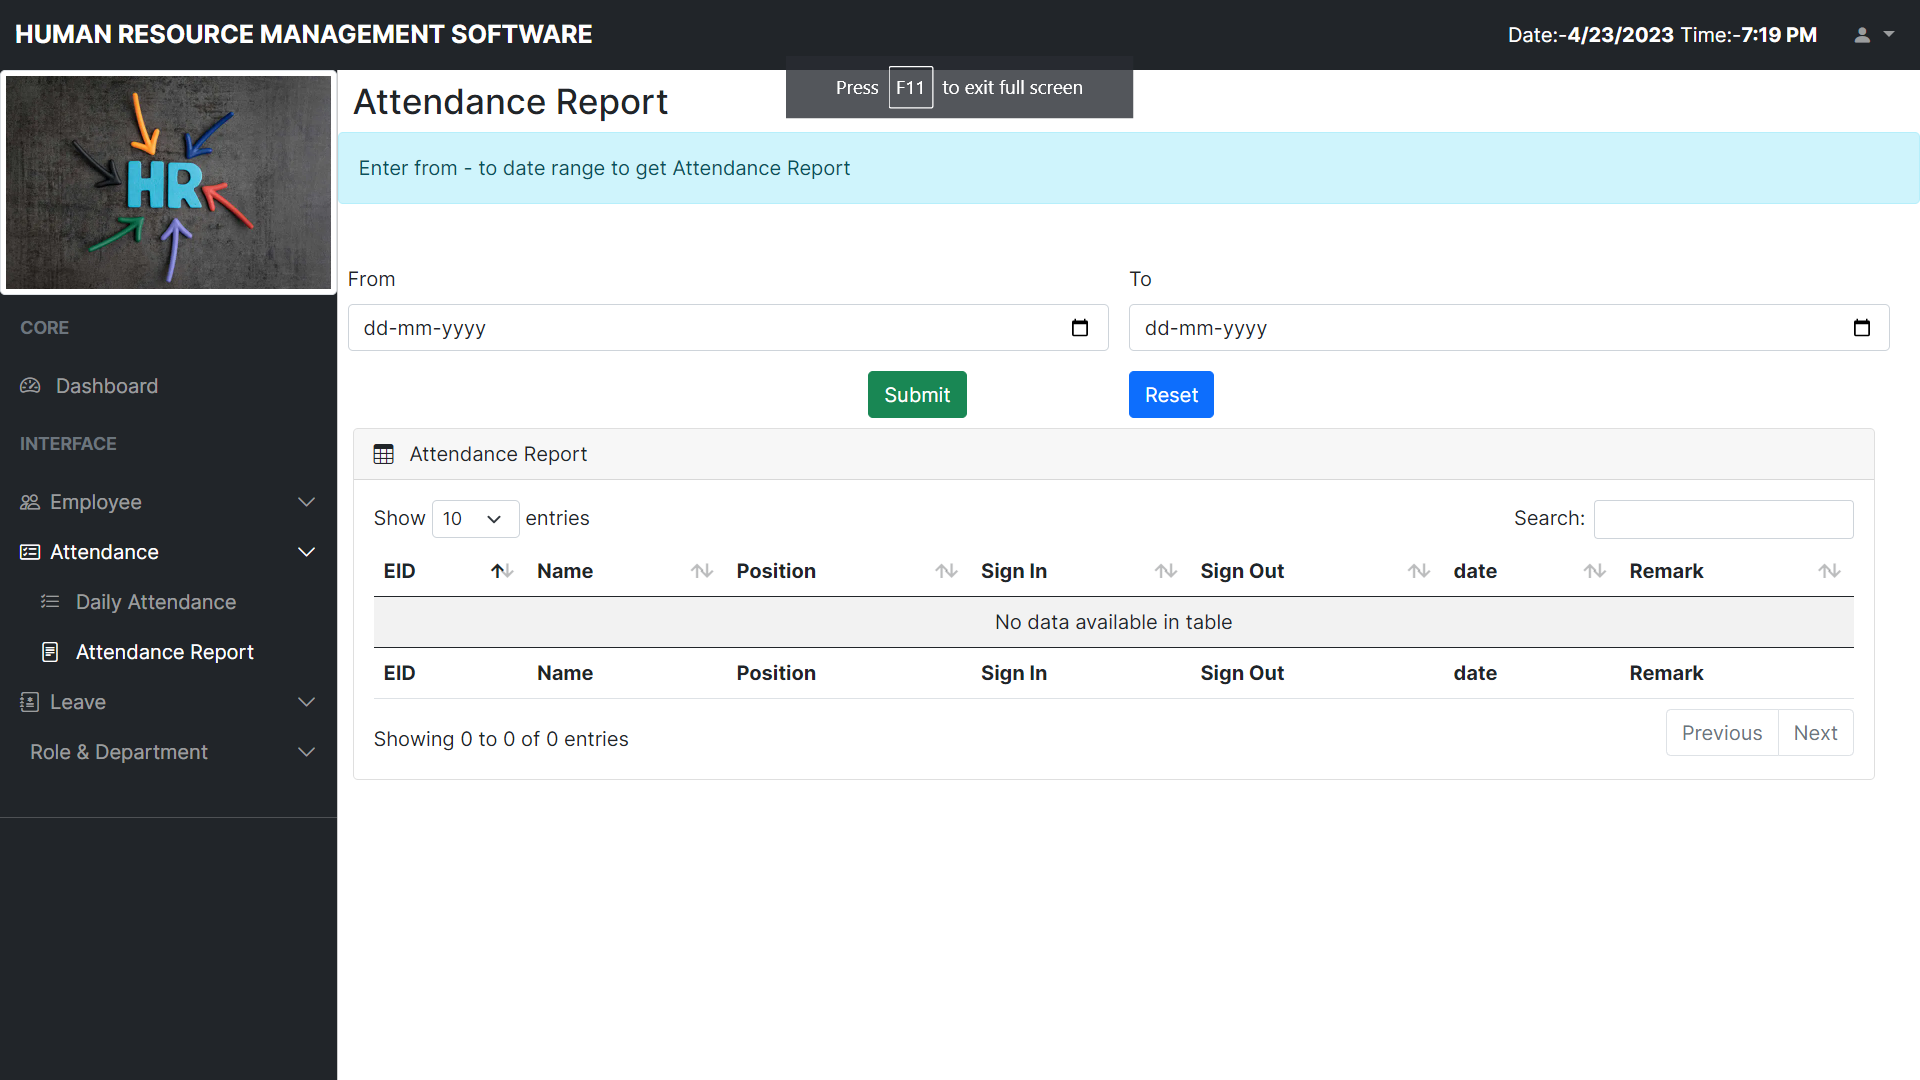 HUMAN RESOURCE MANAGEMENT SOFTWARE
Date:-4/23/2023 Time:-7:19 PM
Press F11 to exit full screen
HR
CORE
Dashboard
INTERFACE
Employee
Attendance
Daily Attendance
Attendance Report
Leave
Role & Department
Attendance Report
Enter from - to date range to get Attendance Report
From To
dd-mm-yyyy dd-mm-yyyy
Submit Reset
Attendance Report
Show 10 entries Search:
EID Name Position Sign In Sign Out date Remark
No data available in table
EID Name Position Sign In Sign Out date Remark
Showing 0 to 0 of 0 entries Previous Next